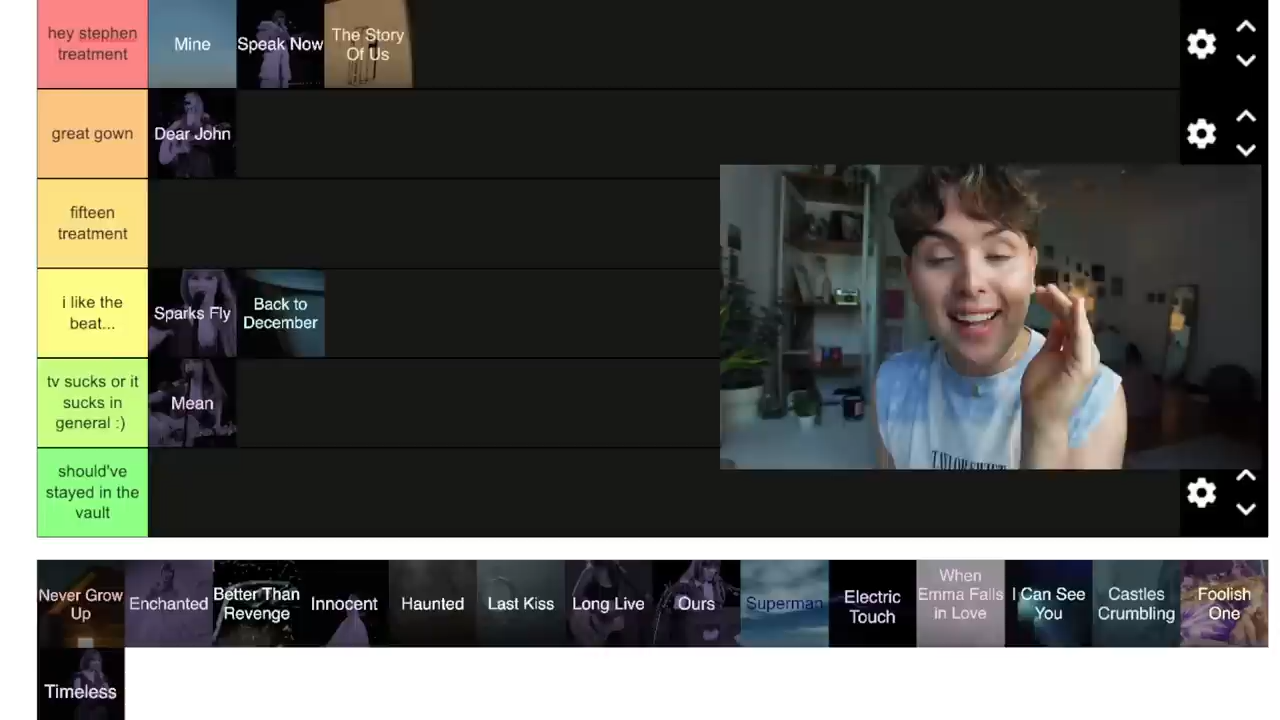 hey stephen
treatment
Mine
Speak Now
The Story
Of Us
great gown
Dear John
fifteen
treatment
i like the
beat...
Sparks Fly
Back to
December
tv sucks or it
sucks in
general :)
Mean
should've
stayed in the
vault
Never Grow
Up
Enchanted
Better Than
Revenge
Innocent
Haunted
Last Kiss
Long Live
Ours
Superman
Electric
Touch
When
Emma Falls
in Love
I Can See
You
Castles
Crumbling
Foolish
One
Timeless